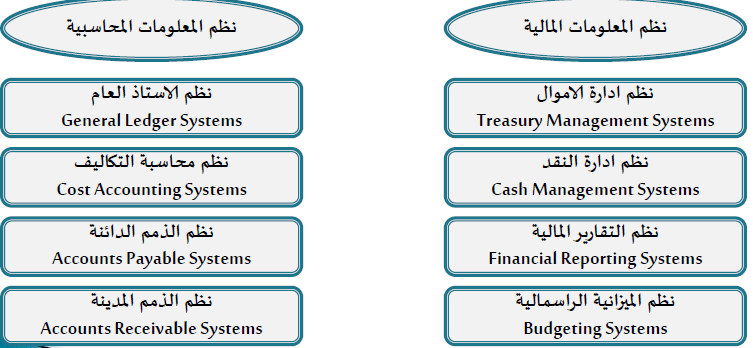 نظم المعلومات المالية
نظم ادارة الاموال
Treasury Management Systems
نظم ادارة النقد
Cash Management Systems
نظم التقارير المالية
Financial Reporting Systems
نظم الميزانية الراسمالية
Budgeting Systems
نظم المعلومات المحاسبية
نظم الاستاذ العام
General Ledger Systems
نظم محاسبة التكاليف
Cost Accounting Systems
نظم الذمم الدائنة
Accounts Payable Systems
نظم الذمم المدينة
Accounts Receivable Systems